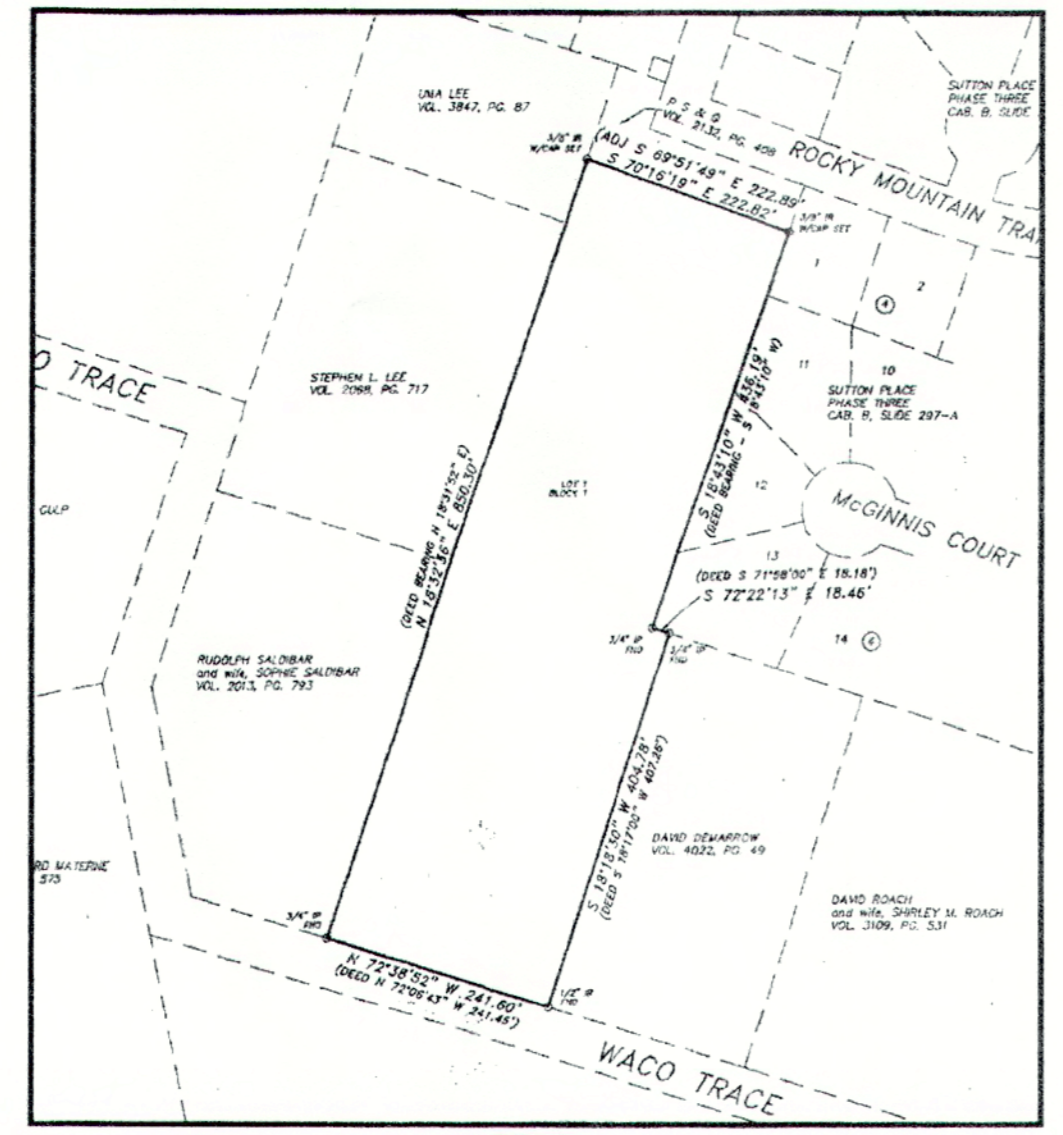 UNA LEE
VOL. 3847, PG. 87
SUTTON PLACE
PHASE THREE
CAB. B, SLIDE
P S & G
VOL. 2132, PG. 408
3/8" IR
W/CAP SET
(ADJ S 69°51'49" E 222.89'
S 70°16'19" E 222.82'
ROCKY MOUNTAIN TRA
3/8" IR
W/CAP SET
1
2
4
11
10
SUTTON PLACE
PHASE THREE
CAB. B, SLIDE 297-A
O TRACE
STEPHEN L. LEE
VOL. 2088, PG. 717
S 18°43'10" W 436.19'
(DEED BEARING - S 18°43'10" W)
(DEED BEARING N 18°31'52" E)
N 18°32'36" E 850.30'
LOT 1
BLOCK 1
12
McGINNIS COURT
GULP
13
(DEED S 71°58'00" E 18.18')
S 72°22'13" E 18.46'
3/4" IP
FND
3/4" IP
FND
14
6
RUDOLPH SALDIBAR
and wife, SOPHIE SALDIBAR
VOL. 2013, PG. 793
S 18°18'30" W 404.78'
(DEED S 18°17'00" W 407.26')
DAVID DEMARROW
VOL. 4022, PG. 49
RD MATERNE
573
DAVID ROACH
and wife, SHIRLEY M. ROACH
VOL. 3109, PG. 531
3/4" IP
FND
N 72°38'52" W 241.60'
(DEED N 72°06'43" W 241.45')
1/2" IP
FND
WACO TRACE